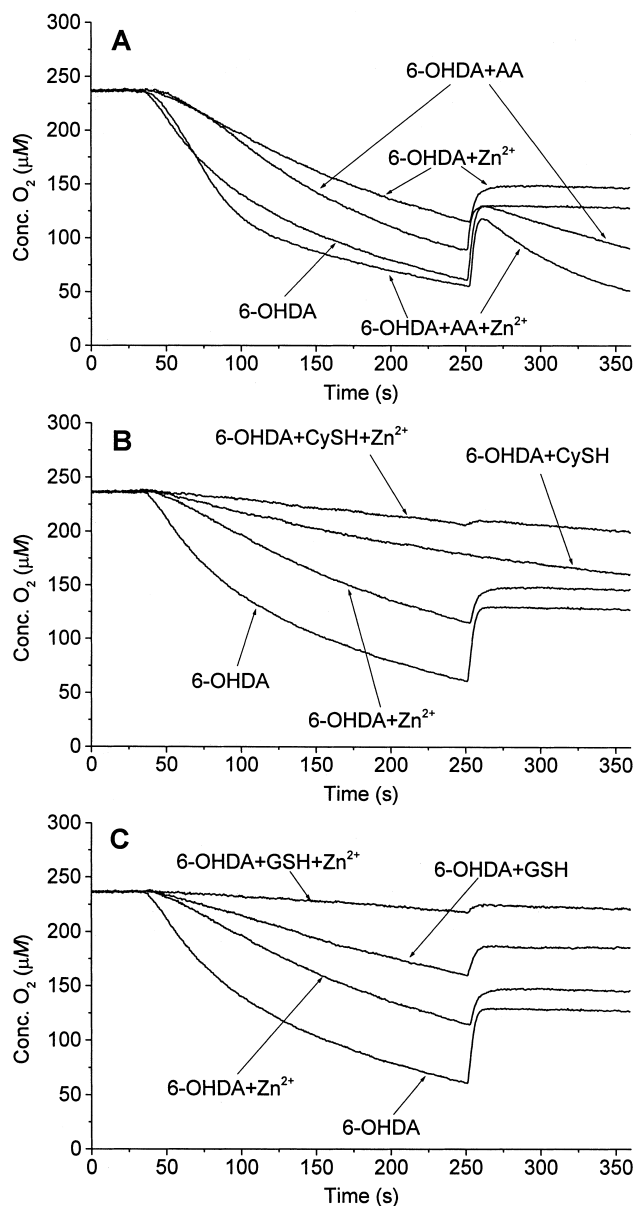 A
300
250
200
150
100
50
0
Conc. O₂ (μM)
6-OHDA+AA
6-OHDA+Zn²⁺
6-OHDA
6-OHDA+AA+Zn²⁺
0 50 100 150 200 250 300 350
Time (s)
B
300
250
200
150
100
50
0
Conc. O₂ (μM)
6-OHDA+CySH+Zn²⁺
6-OHDA+CySH
6-OHDA
6-OHDA+Zn²⁺
0 50 100 150 200 250 300 350
Time (s)
C
300
250
200
150
100
50
0
Conc. O₂ (μM)
6-OHDA+GSH+Zn²⁺
6-OHDA+GSH
6-OHDA+Zn²⁺
6-OHDA
0 50 100 150 200 250 300 350
Time (s)